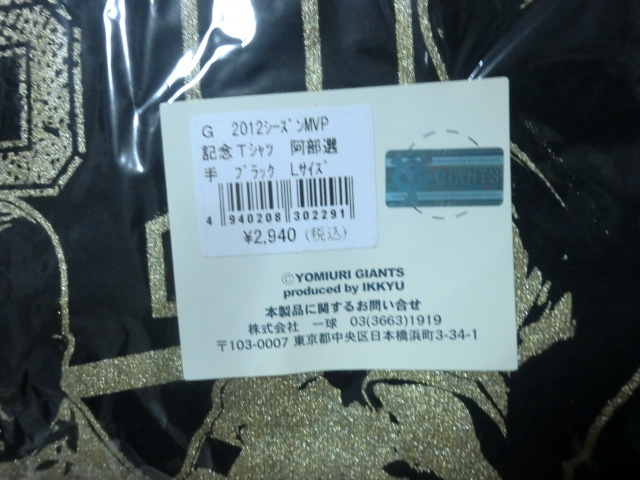 G 2012ｼｰｽﾞﾝMVP
記念Tｼｬﾂ 阿部選
手 ﾌﾞﾗｯｸ Lｻｲｽﾞ
4 940208 302291
¥2,940 (税込)
GIANTS
©YOMIURI GIANTS
produced by IKKYU
本製品に関するお問い合せ
株式会社 一球 03(3663)1919
〒103-0007 東京都中央区日本橋浜町3-34-1